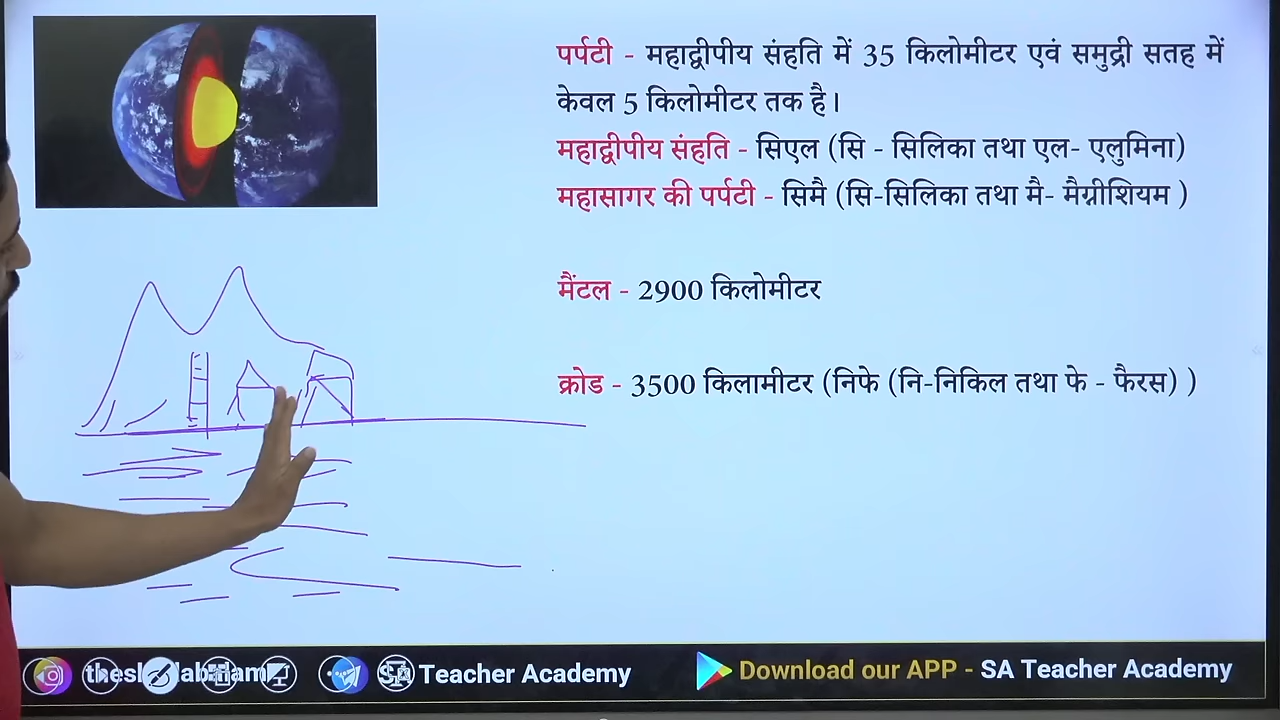 पर्पटी - महाद्वीपीय संहति में 35 किलोमीटर एवं समुद्री सतह में
केवल 5 किलोमीटर तक है।
महाद्वीपीय संहति - सिएल (सि - सिलिका तथा एल- एलुमिना)
महासागर की पर्पटी - सिमै (सि-सिलिका तथा मै- मैग्नीशियम )
मैंटल - 2900 किलोमीटर
क्रोड - 3500 किलामीटर (निफे (नि-निकिल तथा फे - फैरस) )
SA Teacher Academy
Download our APP - SA Teacher Academy